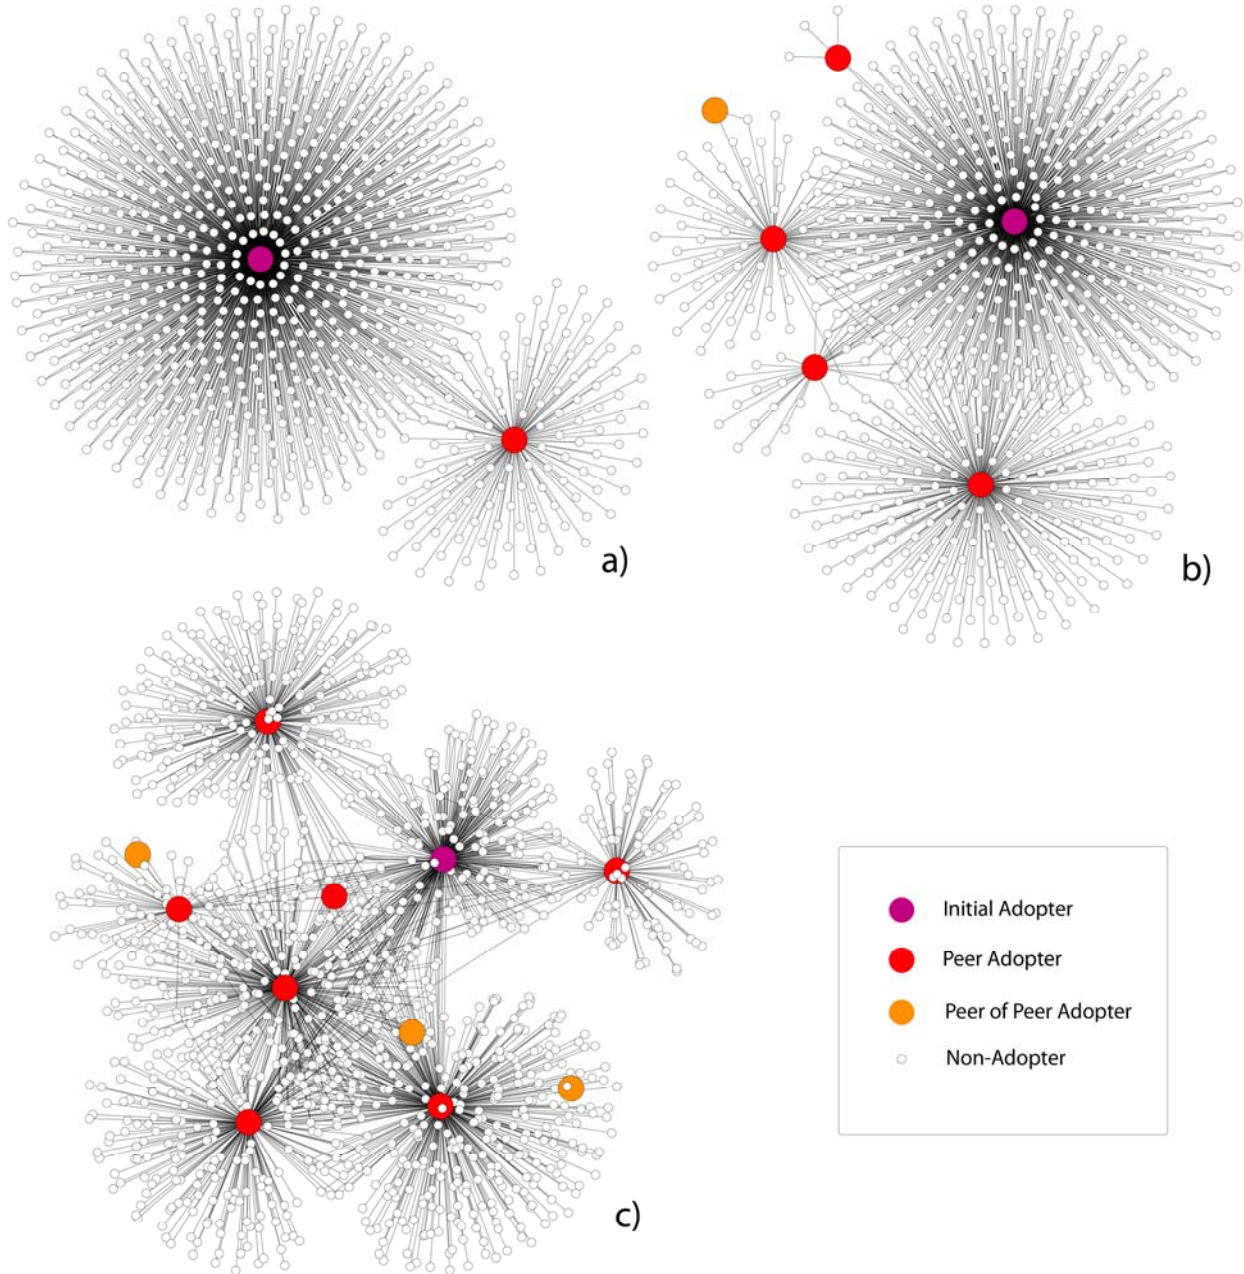 a)
b)
c)
Initial Adopter
Peer Adopter
Peer of Peer Adopter
Non-Adopter